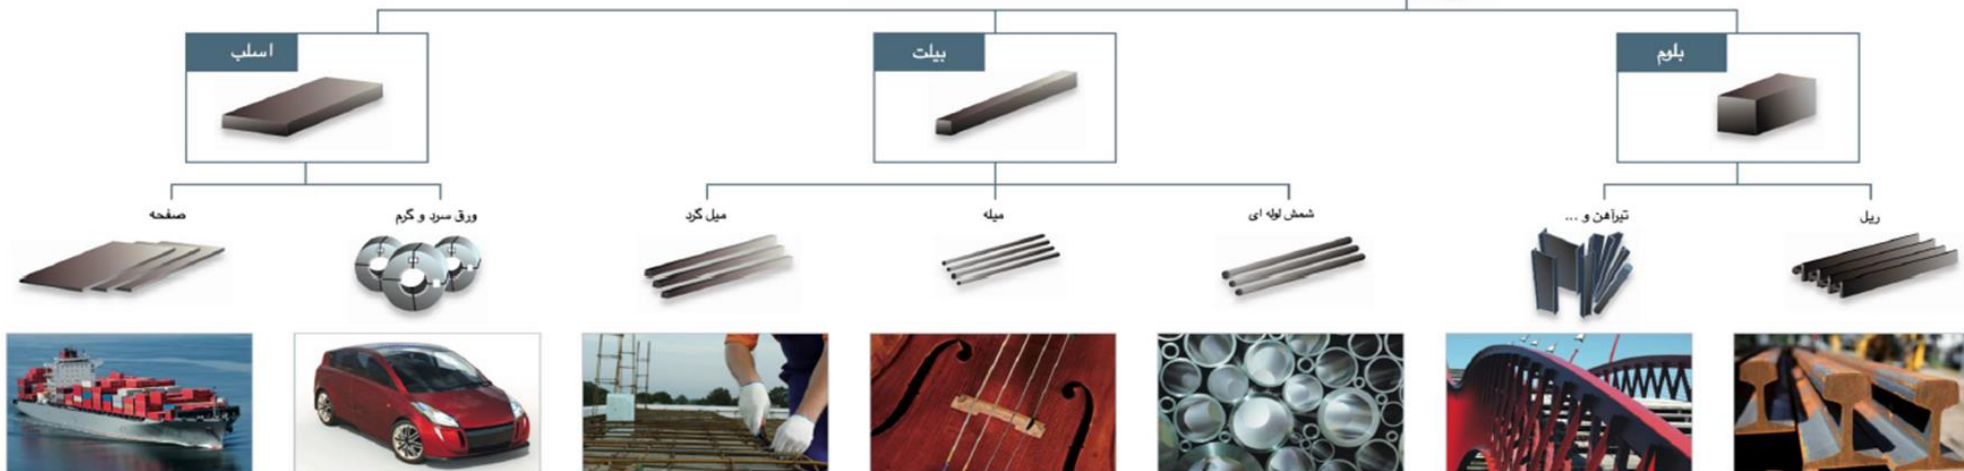 بلوم
بیلت
اسلب
ریل
تیرآهن و ...
شمش لوله ای
میله
میل گرد
ورق سرد و گرم
صفحه